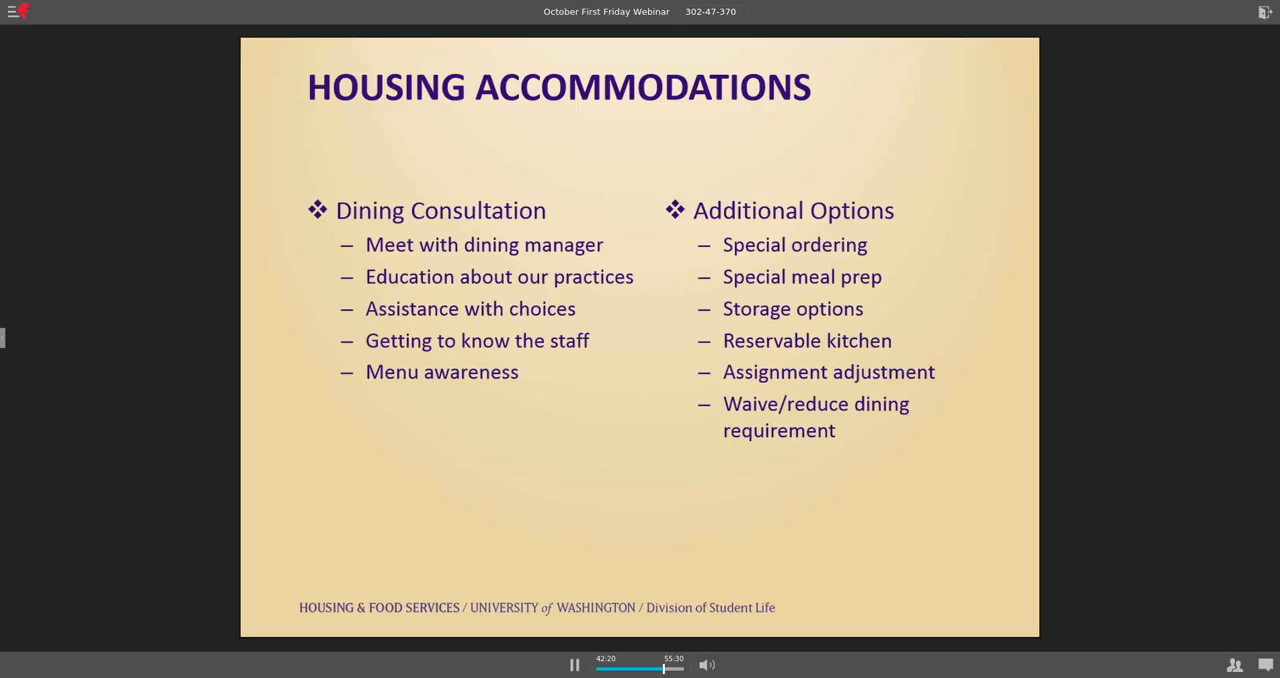 October First Friday Webinar 302-47-370
HOUSING ACCOMMODATIONS
❖ Dining Consultation
– Meet with dining manager
– Education about our practices
– Assistance with choices
– Getting to know the staff
– Menu awareness
❖ Additional Options
– Special ordering
– Special meal prep
– Storage options
– Reservable kitchen
– Assignment adjustment
– Waive/reduce dining
requirement
HOUSING & FOOD SERVICES / UNIVERSITY of WASHINGTON / Division of Student Life
42:20 55:30